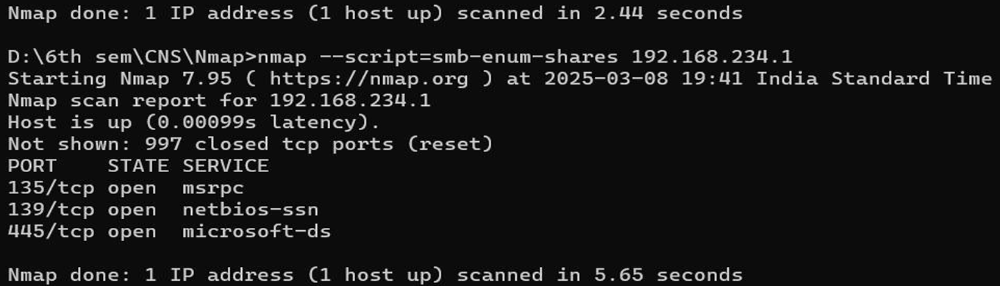 Nmap done: 1 IP address (1 host up) scanned in 2.44 seconds
D:\6th sem\CNS\Nmap>nmap --script=smb-enum-shares 192.168.234.1
Starting Nmap 7.95 ( https://nmap.org ) at 2025-03-08 19:41 India Standard Time
Nmap scan report for 192.168.234.1
Host is up (0.00099s latency).
Not shown: 997 closed tcp ports (reset)
PORT    STATE SERVICE
135/tcp open  msrpc
139/tcp open  netbios-ssn
445/tcp open  microsoft-ds
Nmap done: 1 IP address (1 host up) scanned in 5.65 seconds